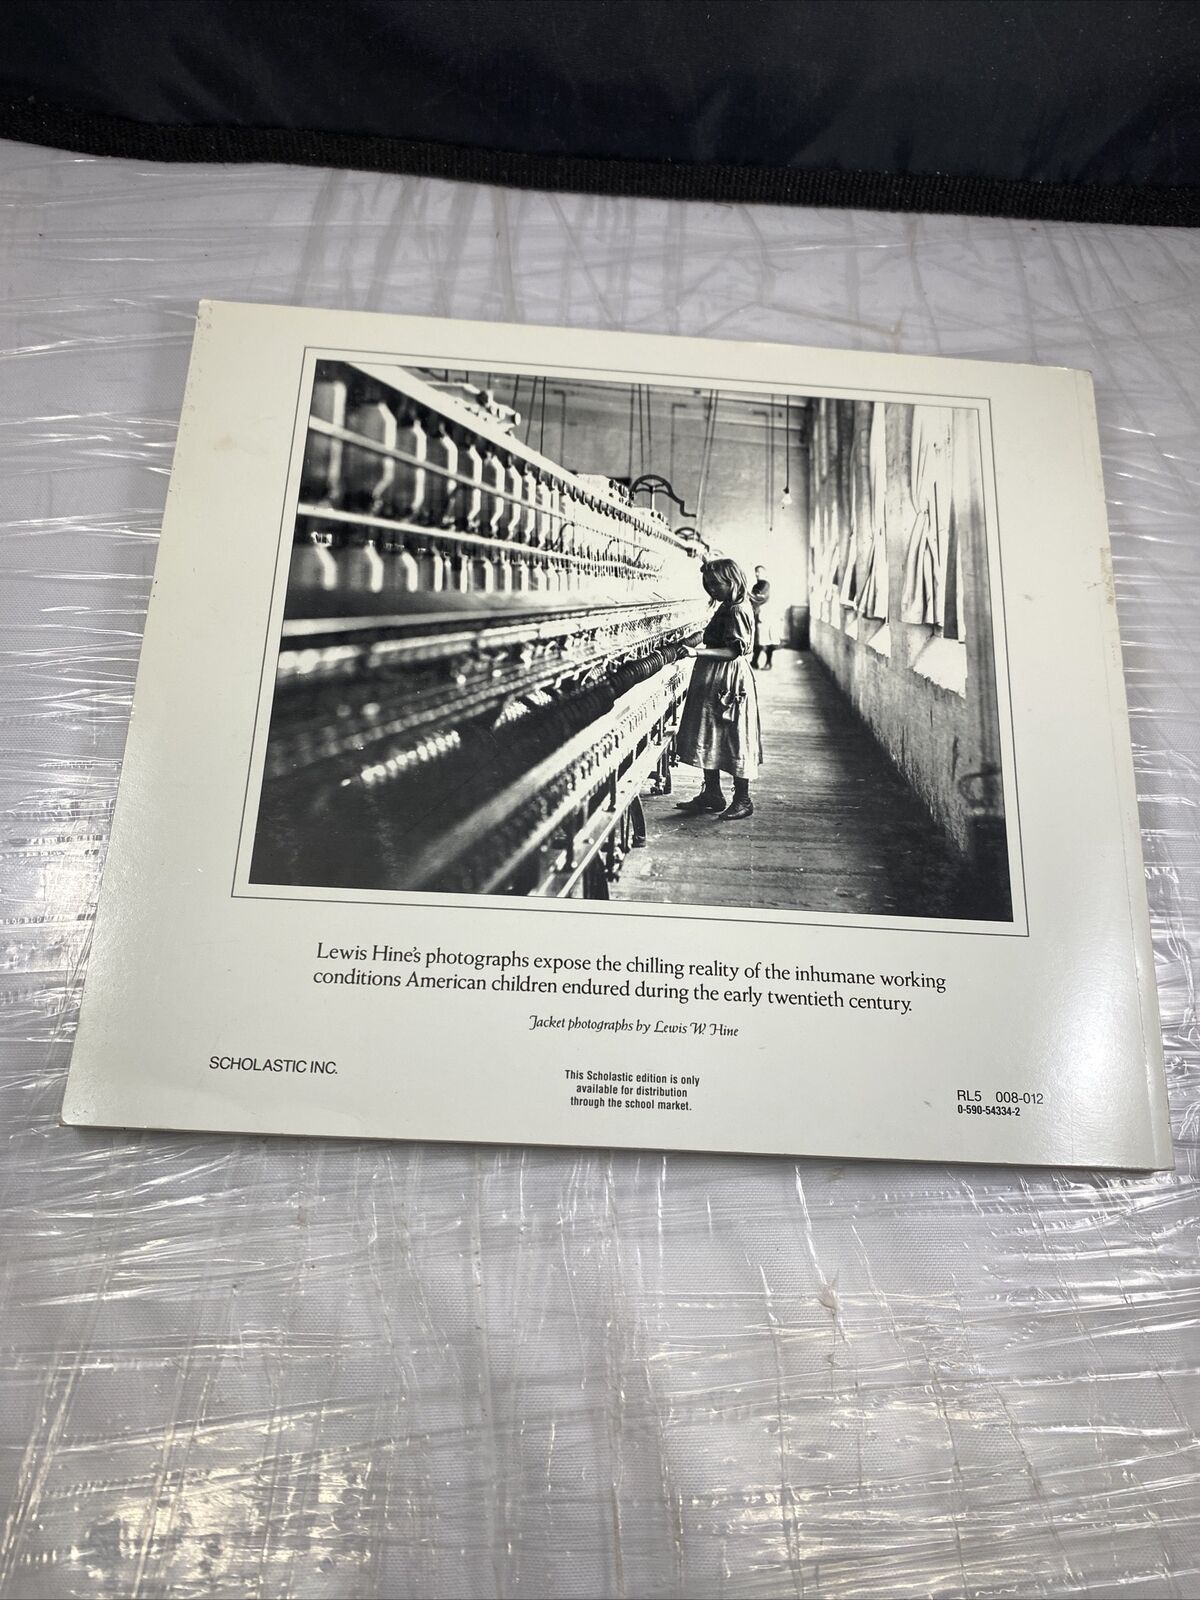 Lewis Hine's photographs expose the chilling reality of the inhumane working
conditions American children endured during the early twentieth century.
Jacket photographs by Lewis W. Hine
SCHOLASTIC INC.
This Scholastic edition is only
available for distribution
through the school market.
RL5 008-012
0-590-54334-2